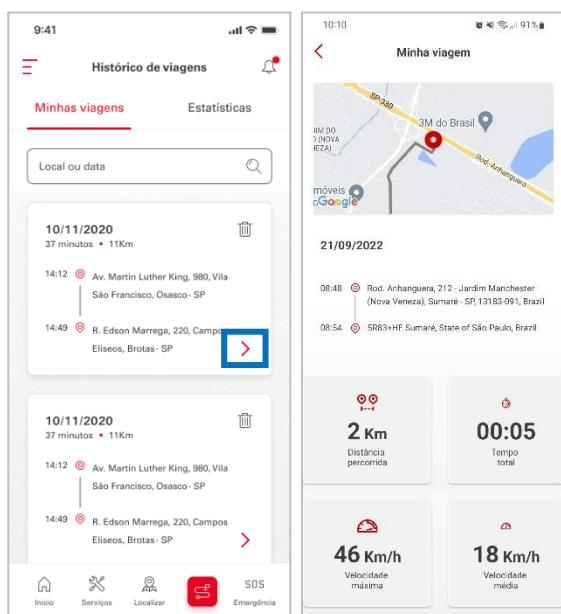 9:41
Histórico de viagens
Minhas viagens
Estatísticas
Local ou data
10/11/2020
37 minutos • 11Km
14:12 Av. Martin Luther King, 980, Vila
São Francisco, Osasco - SP
14:49 R. Edson Marrega, 220, Campos
Elíseos, Brotas - SP
10/11/2020
37 minutos • 11Km
14:12 Av. Martin Luther King, 980, Vila
São Francisco, Osasco - SP
14:49 R. Edson Marrega, 220, Campos
Elíseos, Brotas - SP
Início
Serviços
Localizar
SOS
Emergência
10:10
91%
Minha viagem
SP-330
3M do Brasil
IM DO
(NOVA
EZA)
Rod. Anhanguera
móveis
Google
21/09/2022
08:48 Rod. Anhanguera, 212 - Jardim Manchester
(Nova Veneza), Sumaré - SP, 13183-091, Brazil
08:54 5R83+HF Sumaré, State of São Paulo, Brazil
2 Km
Distância
percorrida
00:05
Tempo
total
46 Km/h
Velocidade
máxima
18 Km/h
Velocidade
média